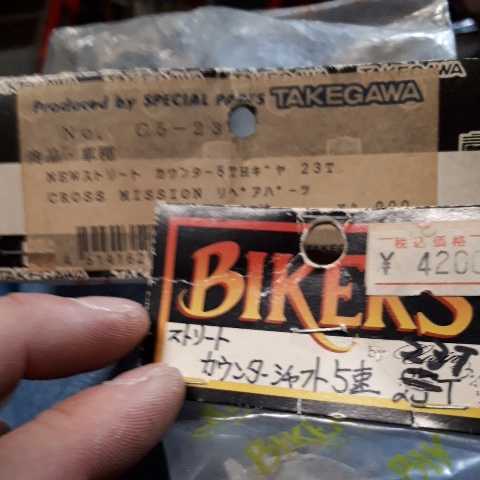 Produced by SPECIAL PARTS TAKEGAWA
No. C5-23
NEWストリート カウンター5THギヤ 23T
CROSS MISSION リペアパーツ
TAKEGAWA
税込価格
¥ 4200
BIKERS
ストリート
カウンターシャフト5速 23T
BIKE